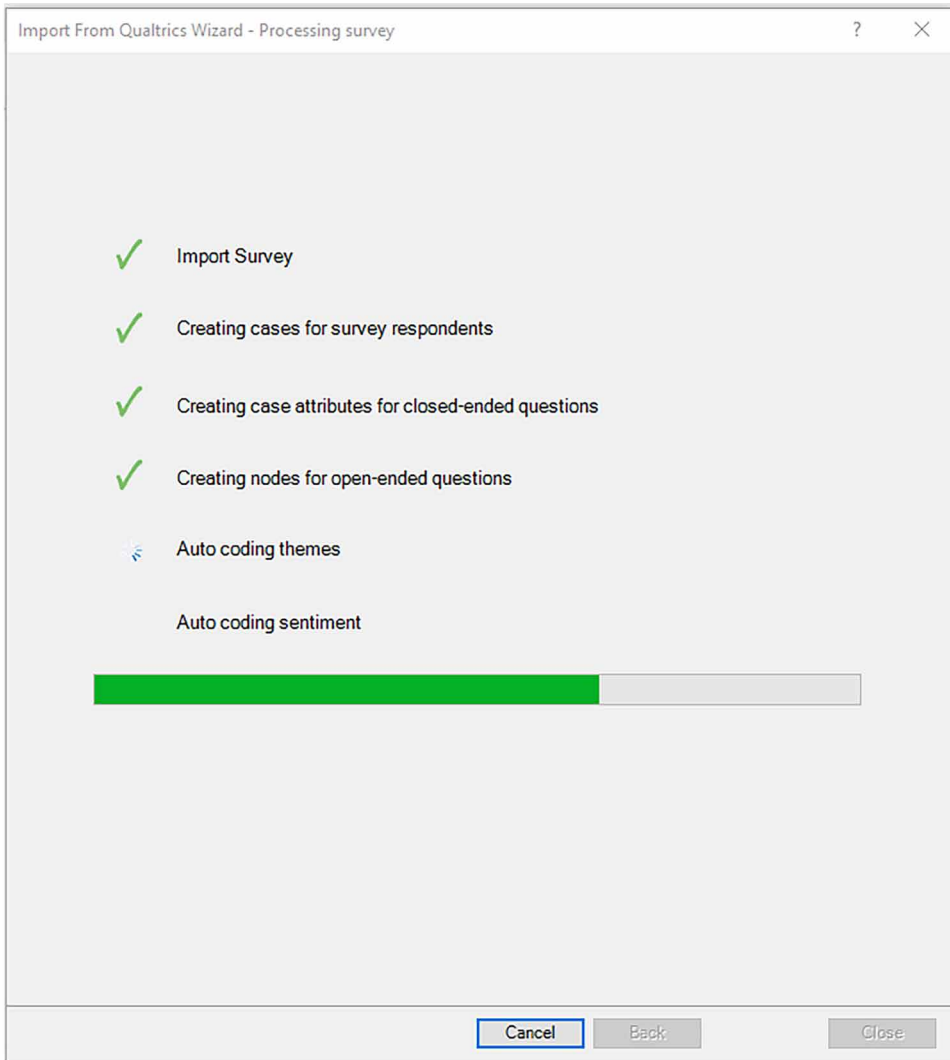 Import From Qualtrics Wizard - Processing survey ?
Import Survey
Creating cases for survey respondents
Creating case attributes for closed-ended questions
Creating nodes for open-ended questions
Auto coding themes
Auto coding sentiment
Cancel Back Close